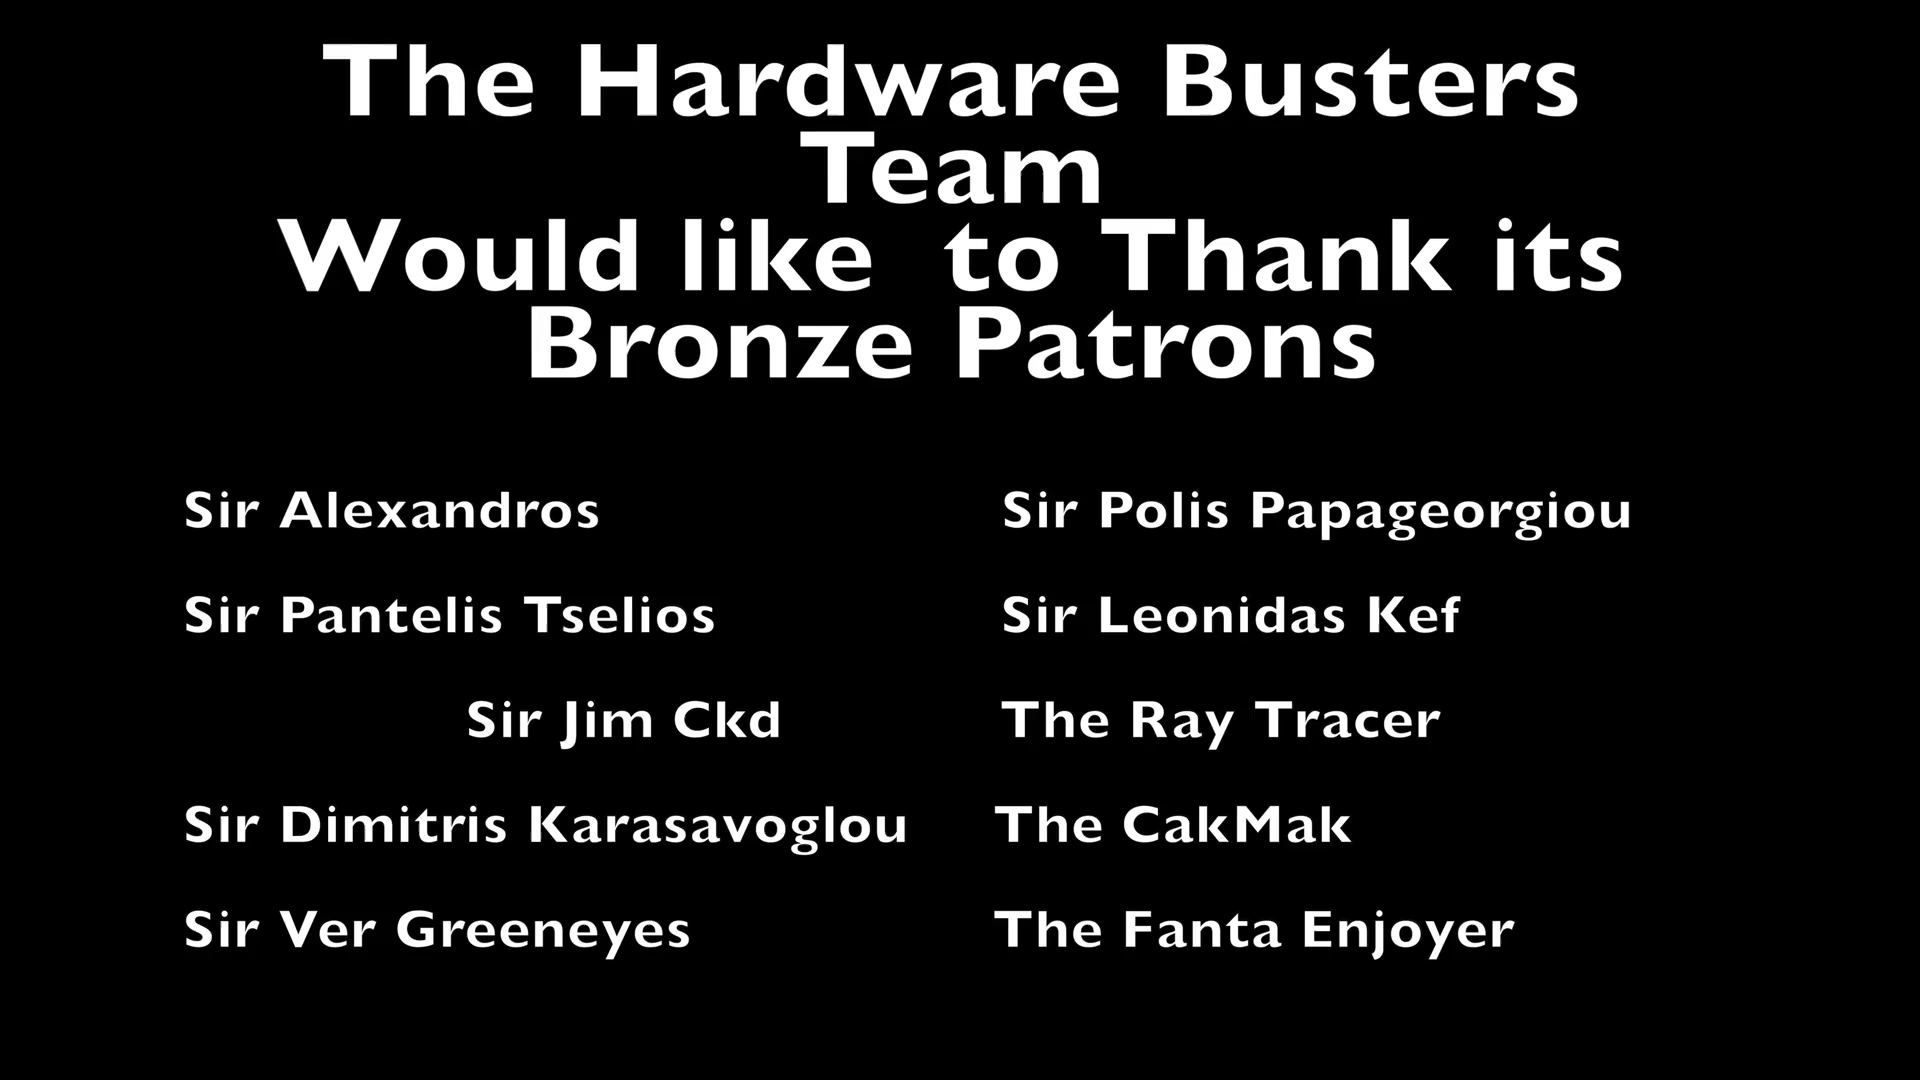 The Hardware Busters
Team
Would like  to Thank its
Bronze Patrons
Sir Alexandros
Sir Polis Papageorgiou
Sir Pantelis Tselios
Sir Leonidas Kef
Sir Jim Ckd
The Ray Tracer
Sir Dimitris Karasavoglou
The CakMak
Sir Ver Greeneyes
The Fanta Enjoyer